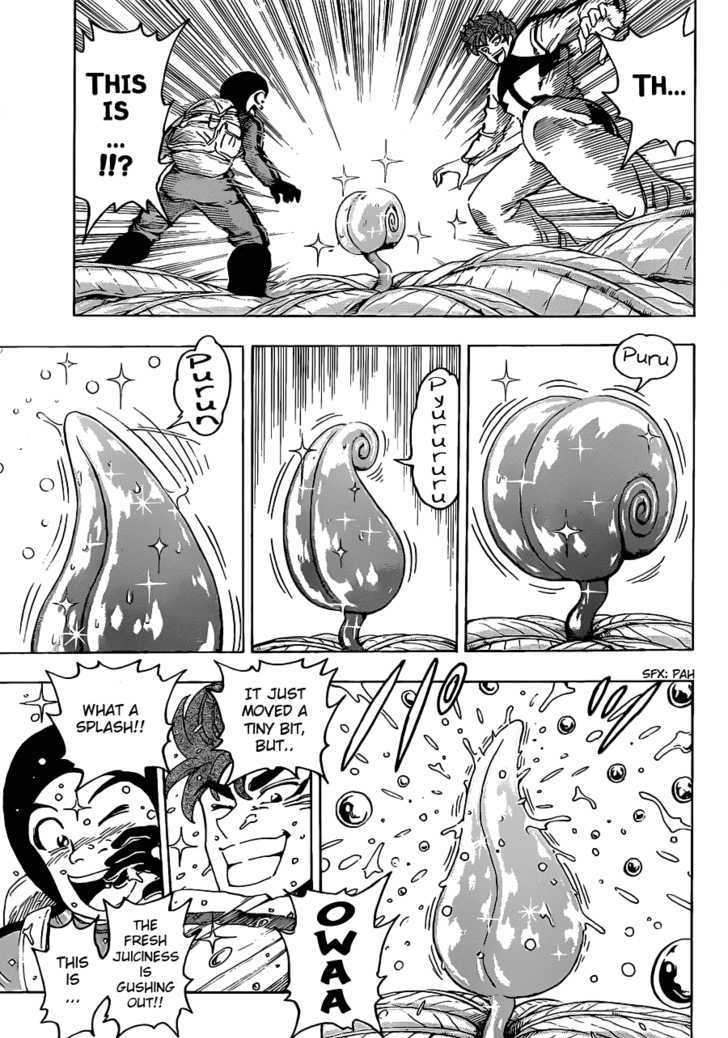 TH...
THIS
IS
...
!!?
Puru
Pyurururu
Purun
SFX: PAH
IT JUST
MOVED A
TINY BIT,
BUT..
WHAT A
SPLASH!!
OWAA
THE
FRESH
JUICINESS
IS
GUSHING
OUT!!
THIS
IS
...